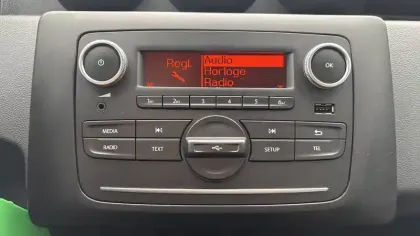 Regl.
Audio
Horloge
Radio
OK
1 2 3 4 5 6
MEDIA
RADIO TEXT SETUP TEL